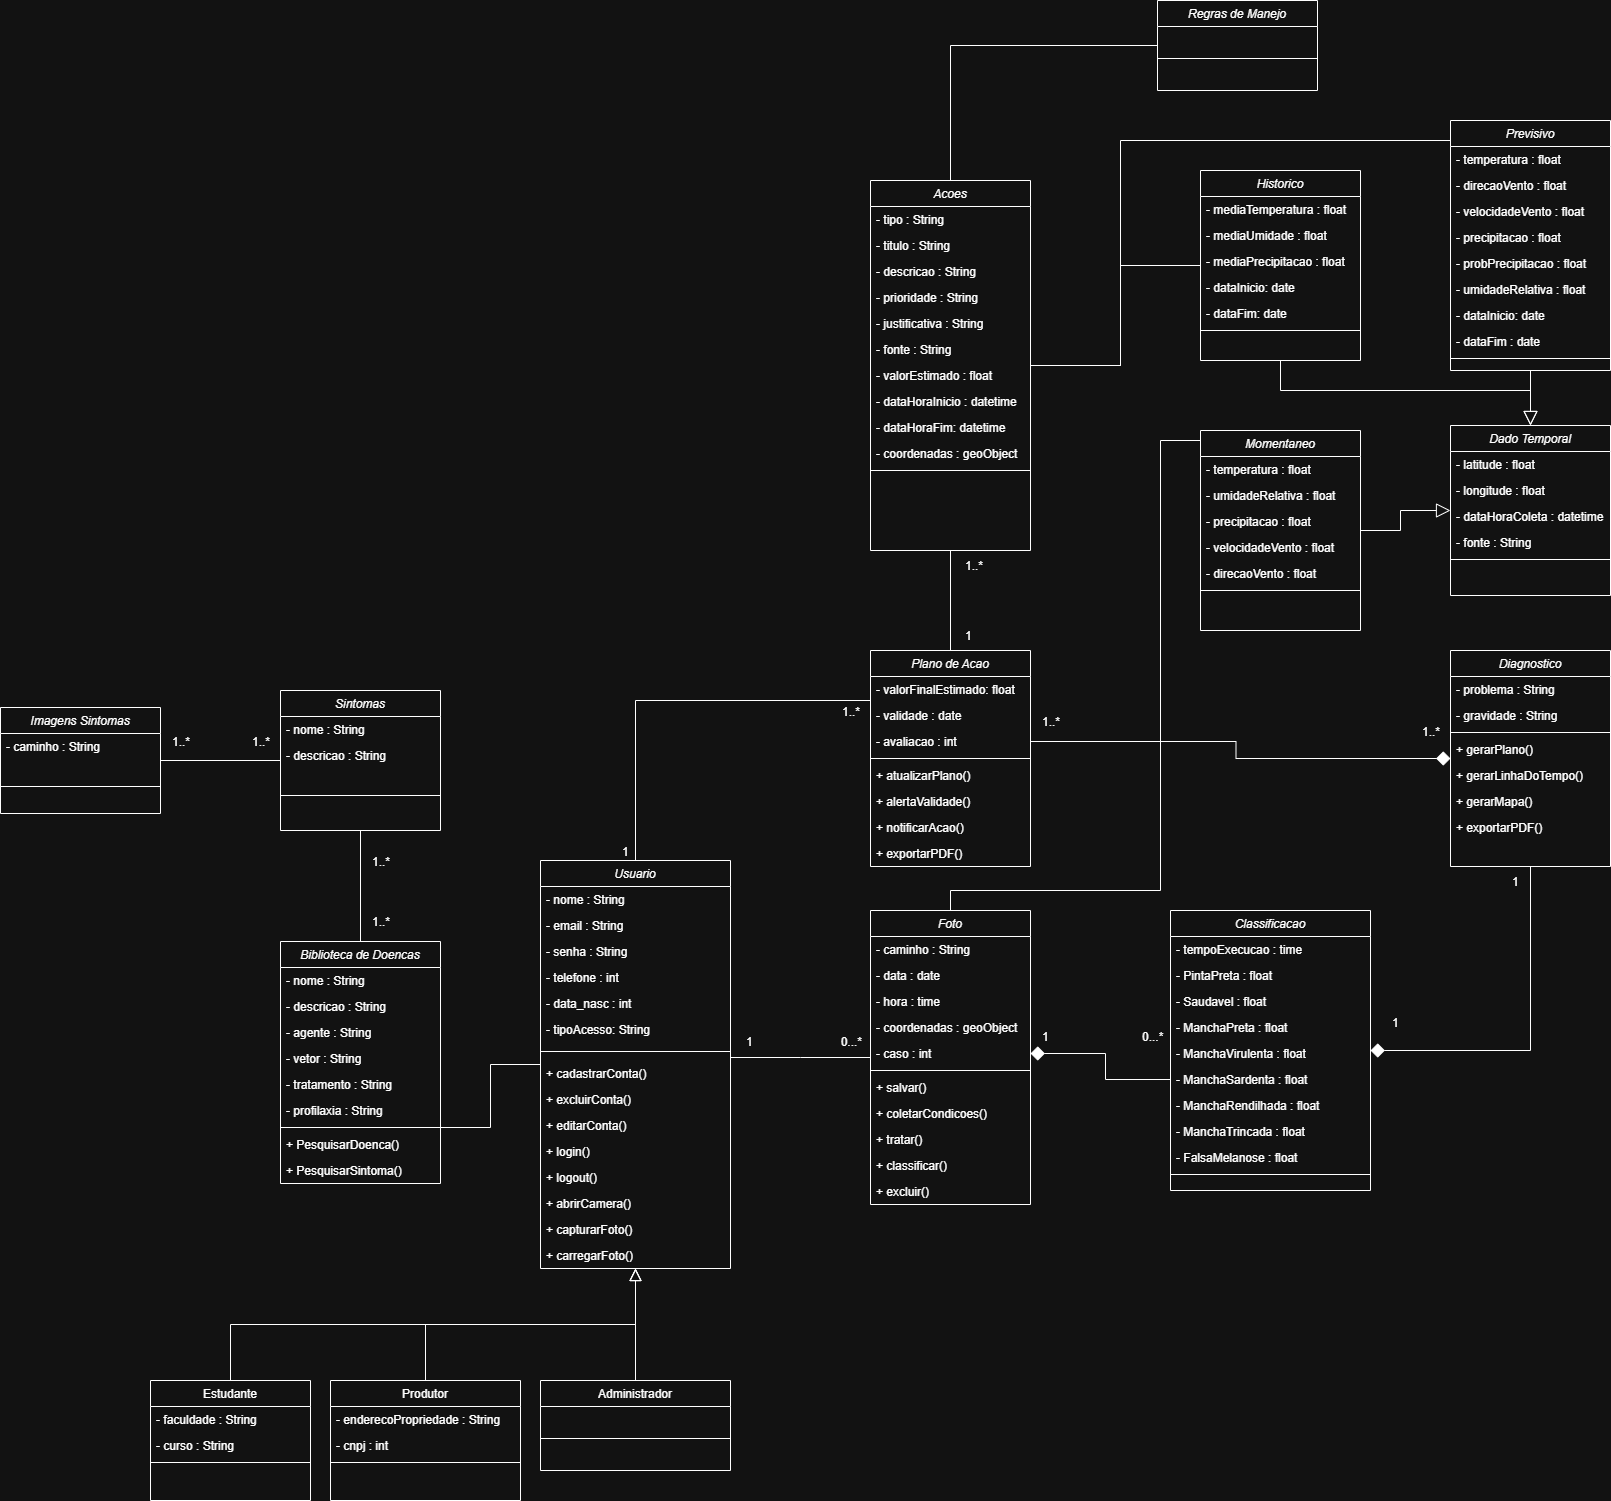 Regras de Manejo
Previsivo
- temperatura : float
- direcaoVento : float
- velocidadeVento : float
- precipitacao : float
- probPrecipitacao : float
- umidadeRelativa : float
- dataInicio: date
- dataFim : date
Historico
- mediaTemperatura : float
- mediaUmidade : float
- mediaPrecipitacao : float
- dataInicio: date
- dataFim: date
Acoes
- tipo : String
- titulo : String
- descricao : String
- prioridade : String
- justificativa : String
- fonte : String
- valorEstimado : float
- dataHoraInicio : datetime
- dataHoraFim: datetime
- coordenadas : geoObject
1..*
1
Momentaneo
- temperatura : float
- umidadeRelativa : float
- precipitacao : float
- velocidadeVento : float
- direcaoVento : float
Dado Temporal
- latitude : float
- longitude : float
- dataHoraColeta : datetime
- fonte : String
Plano de Acao
- valorFinalEstimado: float
- validade : date
- avaliacao : int
+ atualizarPlano()
+ alertaValidade()
+ notificarAcao()
+ exportarPDF()
1..*
1..*
1..*
Diagnostico
- problema : String
- gravidade : String
+ gerarPlano()
+ gerarLinhaDoTempo()
+ gerarMapa()
+ exportarPDF()
1
Imagens Sintomas
- caminho : String
1..*
1..*
Sintomas
- nome : String
- descricao : String
1..*
1..*
Biblioteca de Doencas
- nome : String
- descricao : String
- agente : String
- vetor : String
- tratamento : String
- profilaxia : String
+ PesquisarDoenca()
+ PesquisarSintoma()
1
Usuario
- nome : String
- email : String
- senha : String
- telefone : int
- data_nasc : int
- tipoAcesso: String
+ cadastrarConta()
+ excluirConta()
+ editarConta()
+ login()
+ logout()
+ abrirCamera()
+ capturarFoto()
+ carregarFoto()
1
0...*
Foto
- caminho : String
- data : date
- hora : time
- coordenadas : geoObject
- caso : int
+ salvar()
+ coletarCondicoes()
+ tratar()
+ classificar()
+ excluir()
1
0...*
Classificacao
- tempoExecucao : time
- PintaPreta : float
- Saudavel : float
- ManchaPreta : float
- ManchaVirulenta : float
- ManchaSardenta : float
- ManchaRendilhada : float
- ManchaTrincada : float
- FalsaMelanose : float
1
Estudante
- faculdade : String
- curso : String
Produtor
- enderecoPropriedade : String
- cnpj : int
Administrador